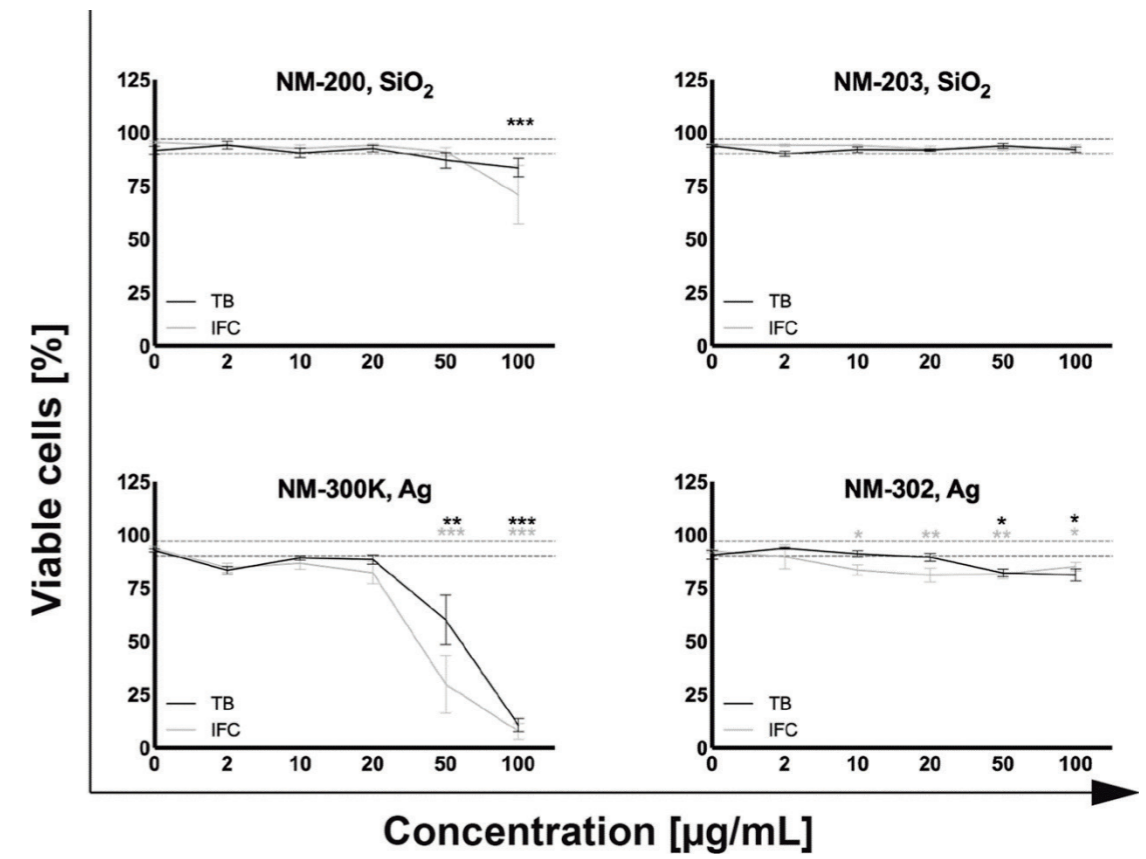 Viable cells [%]
NM-200, SiO₂
***
125
100
75
50
25
0
TB
IFC
0 2 10 20 50 100
NM-203, SiO₂
125
100
75
50
25
0
TB
IFC
0 2 10 20 50 100
NM-300K, Ag
** ***
*** ***
125
100
75
50
25
0
TB
IFC
0 2 10 20 50 100
NM-302, Ag
* *
* ** ** *
125
100
75
50
25
0
TB
IFC
0 2 10 20 50 100
Concentration [µg/mL]